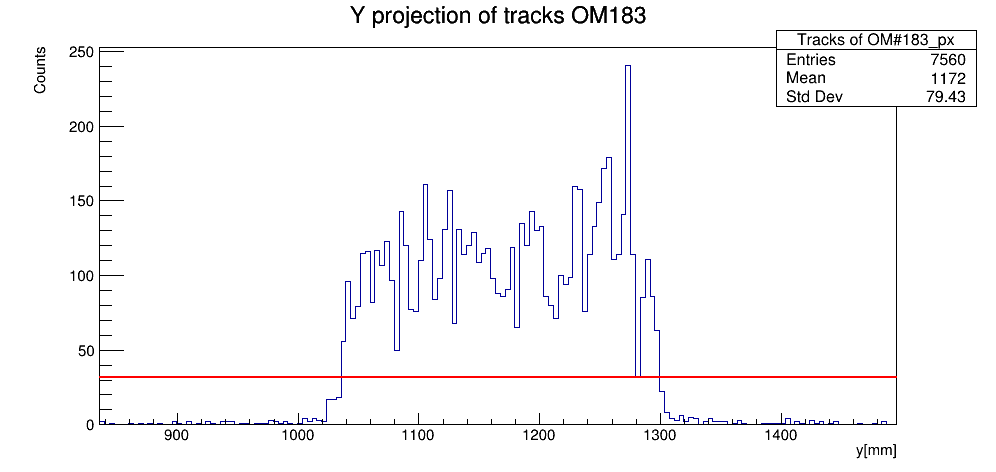 Y projection of tracks OM183
Tracks of OM#183_px
Entries 7560
Mean 1172
Std Dev 79.43
Counts
250
200
150
100
50
0
900 1000 1100 1200 1300 1400
y[mm]